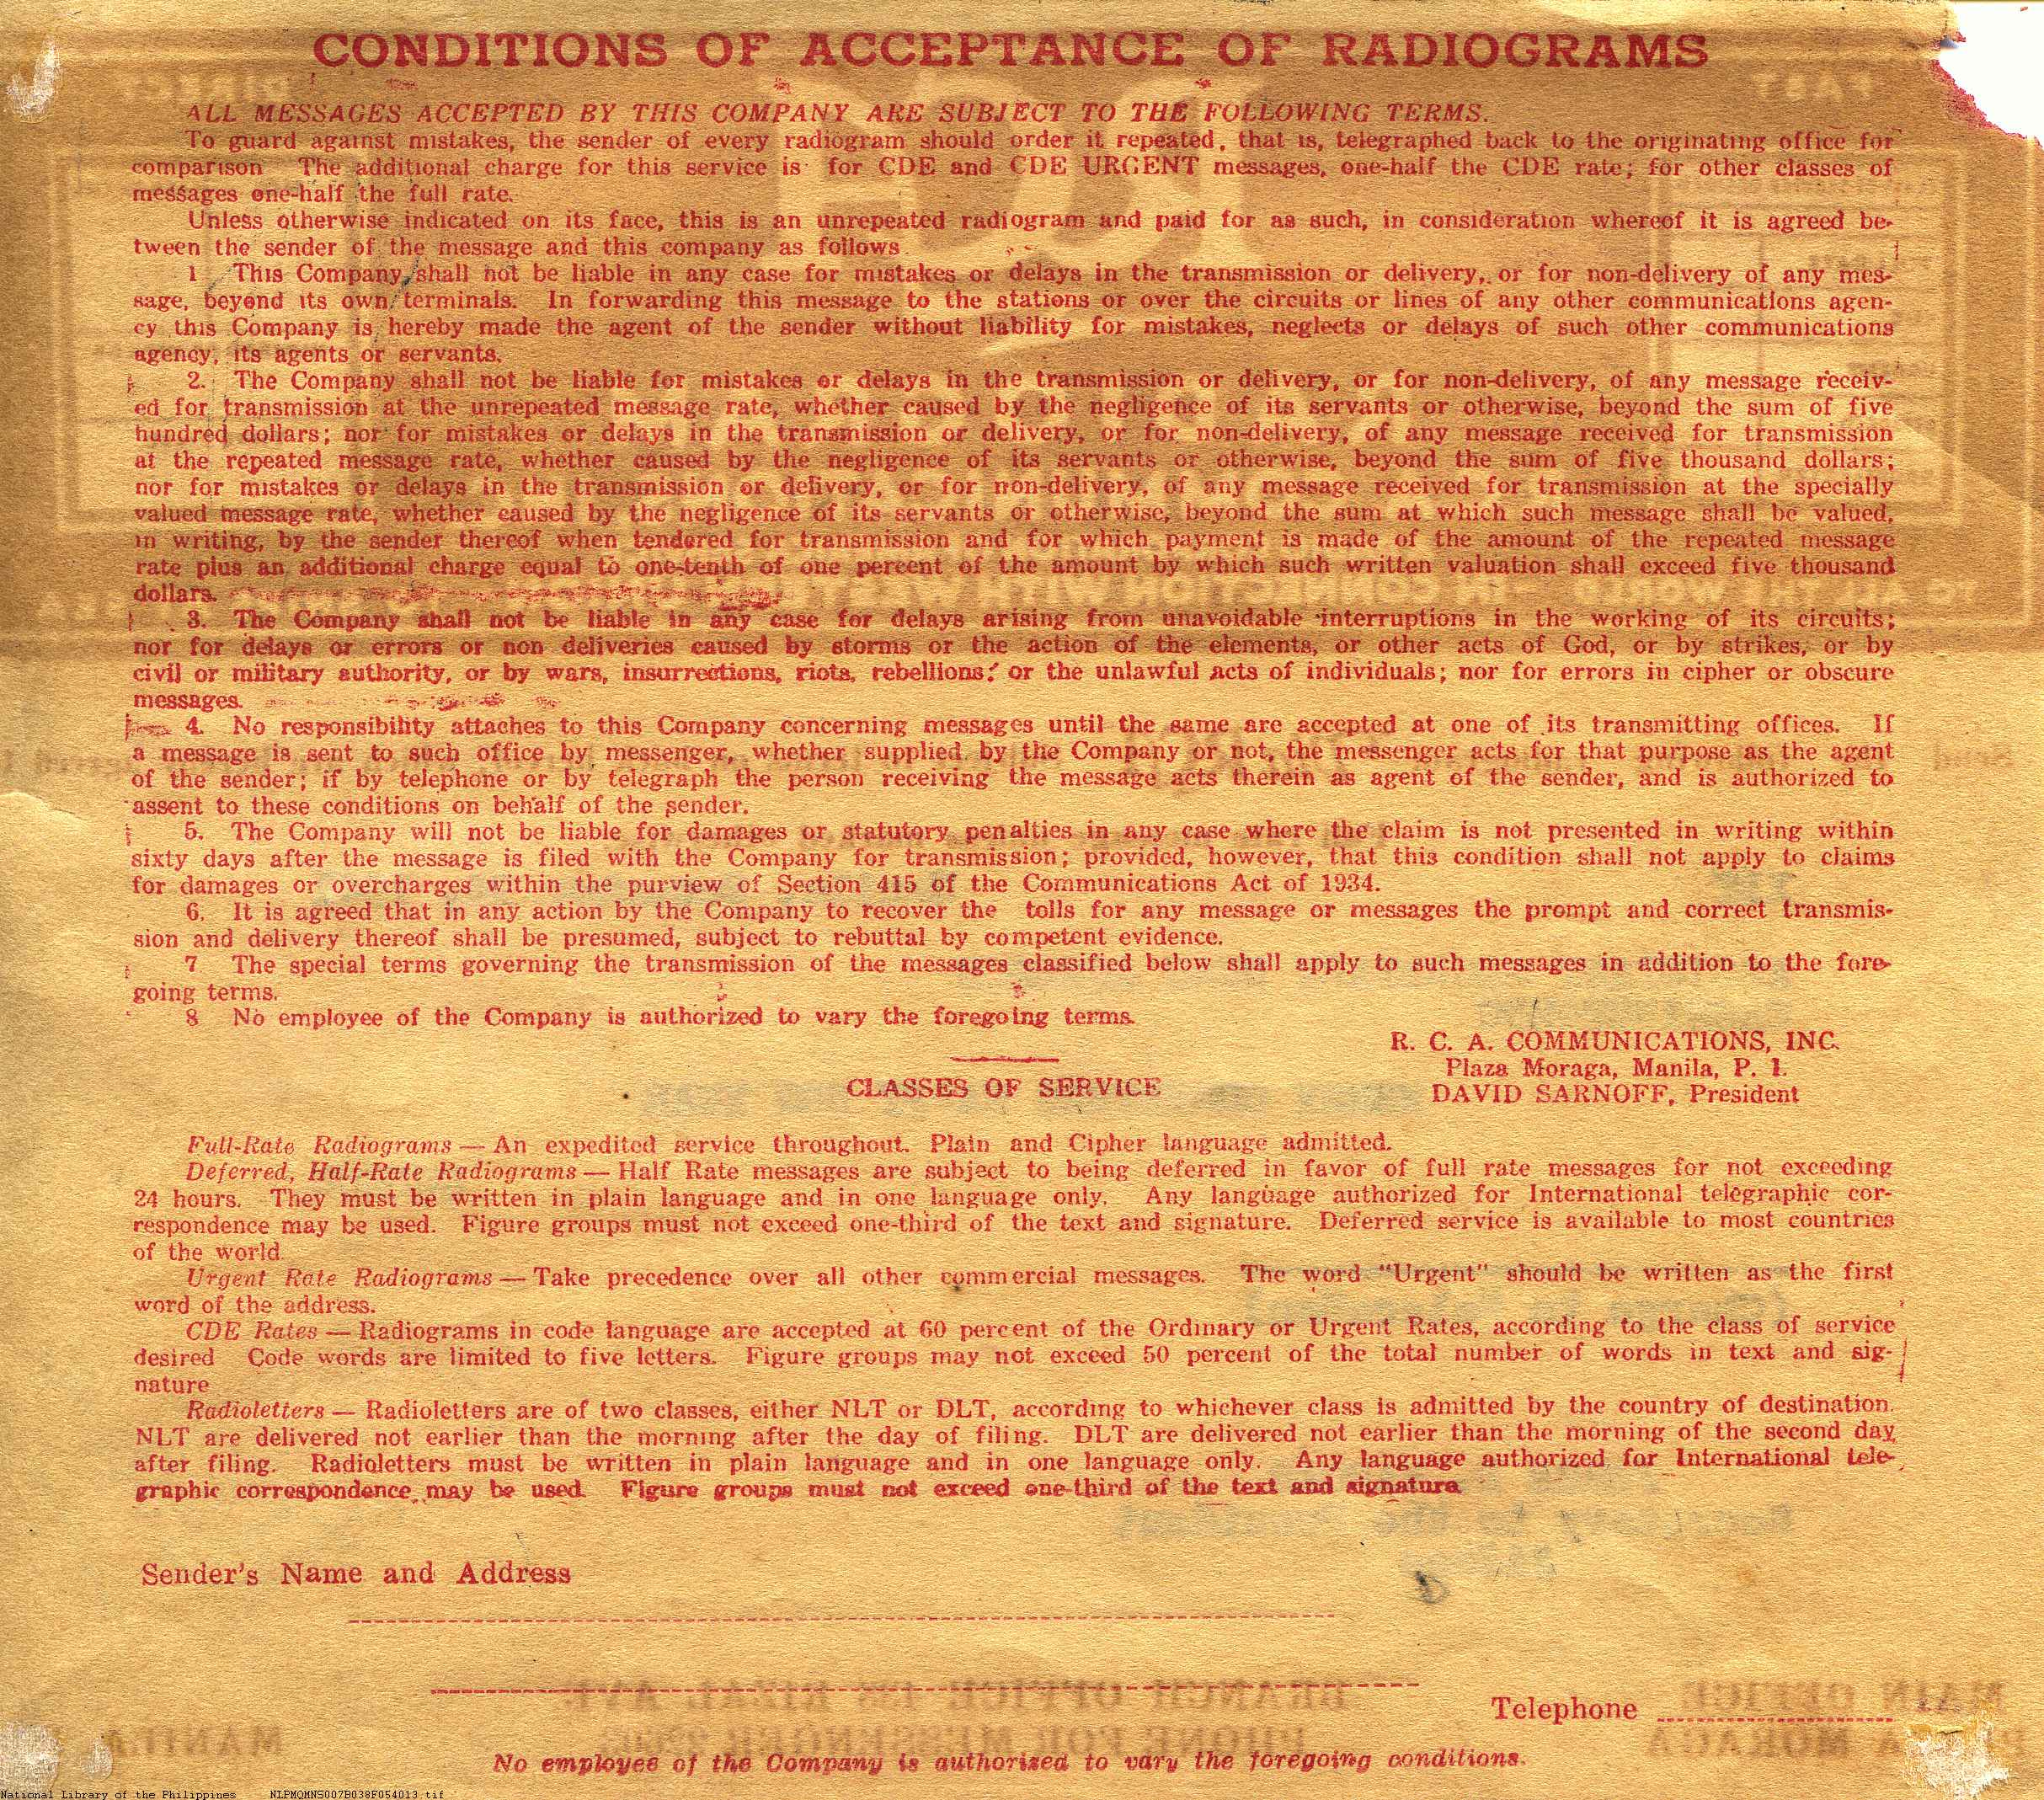 CONDITIONS OF ACCEPTANCE OF RADIOGRAMS
ALL MESSAGES ACCEPTED BY THIS COMPANY ARE SUBJECT TO THE FOLLOWING TERMS.
To guard against mistakes, the sender of every radiogram should order it repeated, that is, telegraphed back to the originating office for
comparison The additional charge for this service is for CDE and CDE URGENT messages, one-half the CDE rate; for other classes of
messages one-half the full rate.
Unless otherwise indicated on its face, this is an unrepeated radiogram and paid for as such, in consideration whereof it is agreed be-
tween the sender of the message and this company as follows
1 This Company shall not be liable in any case for mistakes or delays in the transmission or delivery, or for non-delivery of any mes-
sage, beyond its own terminals. In forwarding this message to the stations or over the circuits or lines of any other communications agen-
cy this Company is hereby made the agent of the sender without liability for mistakes, neglects or delays of such other communications
agency, its agents or servants.
2. The Company shall not be liable for mistakes or delays in the transmission or delivery, or for non-delivery, of any message receiv-
ed for transmission at the unrepeated message rate, whether caused by the negligence of its servants or otherwise, beyond the sum of five
hundred dollars; nor for mistakes or delays in the transmission or delivery, or for non-delivery, of any message received for transmission
at the repeated message rate, whether caused by the negligence of its servants or otherwise, beyond the sum of five thousand dollars;
nor for mistakes or delays in the transmission or delivery, or for non-delivery, of any message received for transmission at the specially
valued message rate, whether caused by the negligence of its servants or otherwise, beyond the sum at which such message shall be valued,
in writing, by the sender thereof when tendered for transmission and for which payment is made of the amount of the repeated message
rate plus an additional charge equal to one-tenth of one percent of the amount by which such written valuation shall exceed five thousand
dollars.
3. The Company shall not be liable in any case for delays arising from unavoidable interruptions in the working of its circuits;
nor for delays or errors or non deliveries caused by storms or the action of the elements, or other acts of God, or by strikes, or by
civil or military authority, or by wars, insurrections, riots, rebellions, or the unlawful acts of individuals; nor for errors in cipher or obscure
messages.
4. No responsibility attaches to this Company concerning messages until the same are accepted at one of its transmitting offices. If
a message is sent to such office by messenger, whether supplied by the Company or not, the messenger acts for that purpose as the agent
of the sender; if by telephone or by telegraph the person receiving the message acts therein as agent of the sender, and is authorized to
assent to these conditions on behalf of the sender.
5. The Company will not be liable for damages or statutory penalties in any case where the claim is not presented in writing within
sixty days after the message is filed with the Company for transmission; provided, however, that this condition shall not apply to claims
for damages or overcharges within the purview of Section 415 of the Communications Act of 1934.
6. It is agreed that in any action by the Company to recover the tolls for any message or messages the prompt and correct transmis-
sion and delivery thereof shall be presumed, subject to rebuttal by competent evidence.
7 The special terms governing the transmission of the messages classified below shall apply to such messages in addition to the fore-
going terms.
8 No employee of the Company is authorized to vary the foregoing terms.
R. C. A. COMMUNICATIONS, INC.
Plaza Moraga, Manila, P. I.
DAVID SARNOFF, President
CLASSES OF SERVICE
Full-Rate Radiograms — An expedited service throughout. Plain and Cipher language admitted.
Deferred, Half-Rate Radiograms — Half Rate messages are subject to being deferred in favor of full rate messages for not exceeding
24 hours. They must be written in plain language and in one language only. Any language authorized for International telegraphic cor-
respondence may be used. Figure groups must not exceed one-third of the text and signature. Deferred service is available to most countries
of the world.
Urgent Rate Radiograms — Take precedence over all other commercial messages. The word "Urgent" should be written as the first
word of the address.
CDE Rates — Radiograms in code language are accepted at 60 percent of the Ordinary or Urgent Rates, according to the class of service
desired Code words are limited to five letters. Figure groups may not exceed 50 percent of the total number of words in text and sig-
nature
Radioletters — Radioletters are of two classes, either NLT or DLT, according to whichever class is admitted by the country of destination.
NLT are delivered not earlier than the morning after the day of filing. DLT are delivered not earlier than the morning of the second day
after filing. Radioletters must be written in plain language and in one language only. Any language authorized for International tele-
graphic correspondence may be used. Figure groups must not exceed one-third of the text and signature
Sender's Name and Address
Telephone
No employee of the Company is authorized to vary the foregoing conditions.
National Library of the Philippines NLPMQMNS007B038F054013.tif